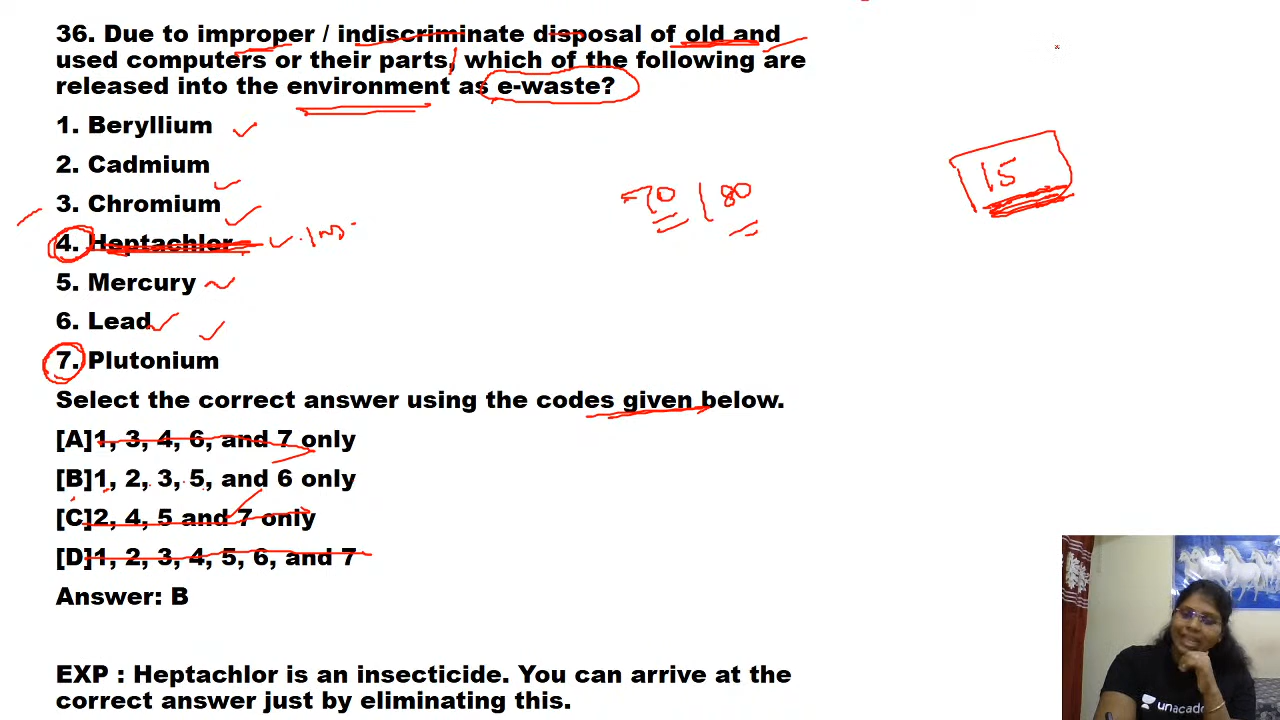 36. Due to improper / indiscriminate disposal of old and
used computers or their parts, which of the following are
released into the environment as e-waste?
1. Beryllium
2. Cadmium
3. Chromium
4. Heptachlor
5. Mercury
6. Lead
7. Plutonium
70 | 80
15
Select the correct answer using the codes given below.
[A]1, 3, 4, 6, and 7 only
[B]1, 2, 3, 5, and 6 only
[C]2, 4, 5 and 7 only
[D]1, 2, 3, 4, 5, 6, and 7
Answer: B
EXP : Heptachlor is an insecticide. You can arrive at the
correct answer just by eliminating this.
unacade